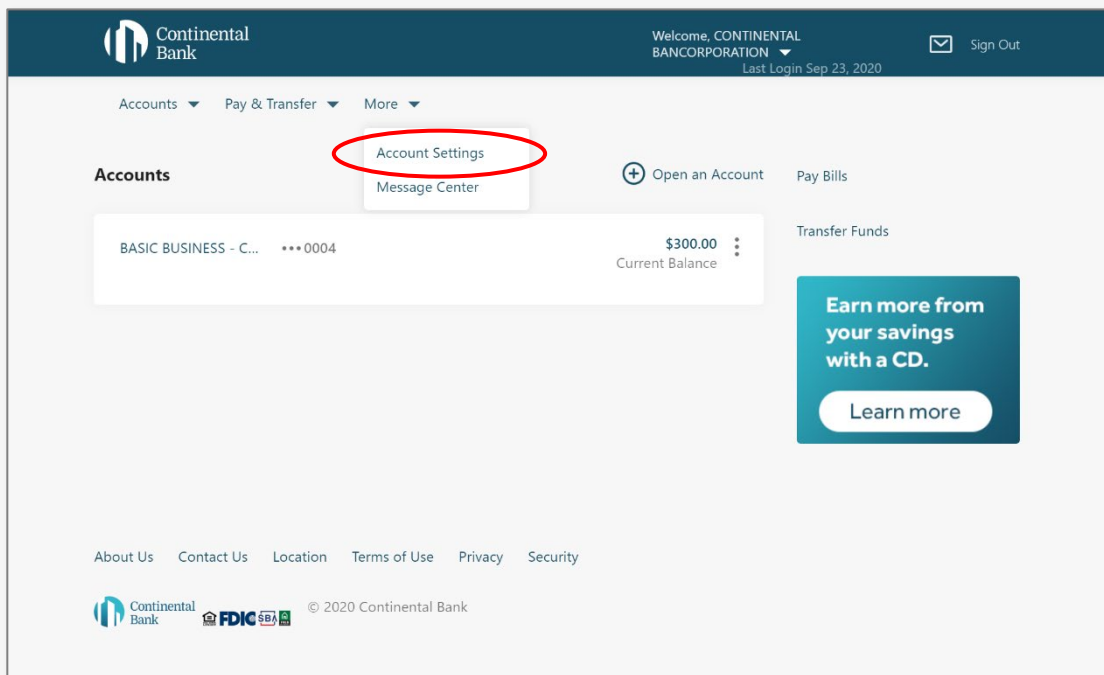 Continental
Bank
Welcome, CONTINENTAL
BANCORPORATION
Sign Out
Last Login Sep 23, 2020
Accounts Pay & Transfer More
Account Settings
Message Center
Accounts
Open an Account
Pay Bills
BASIC BUSINESS - C... •••0004
$300.00
Current Balance
Transfer Funds
Earn more from
your savings
with a CD.
Learn more
About Us Contact Us Location Terms of Use Privacy Security
Continental
Bank
FDIC SBA
© 2020 Continental Bank